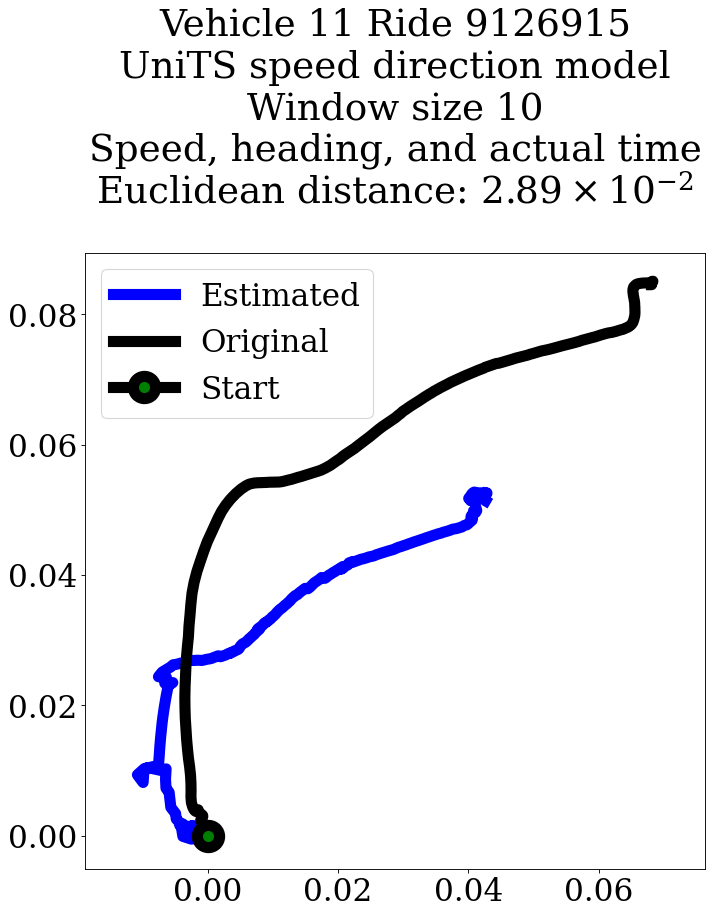 Vehicle 11 Ride 9126915
UniTS speed direction model
Window size 10
Speed, heading, and actual time
Euclidean distance: 2.89 × 10⁻²
Estimated
Original
Start
0.08
0.06
0.04
0.02
0.00
0.00 0.02 0.04 0.06